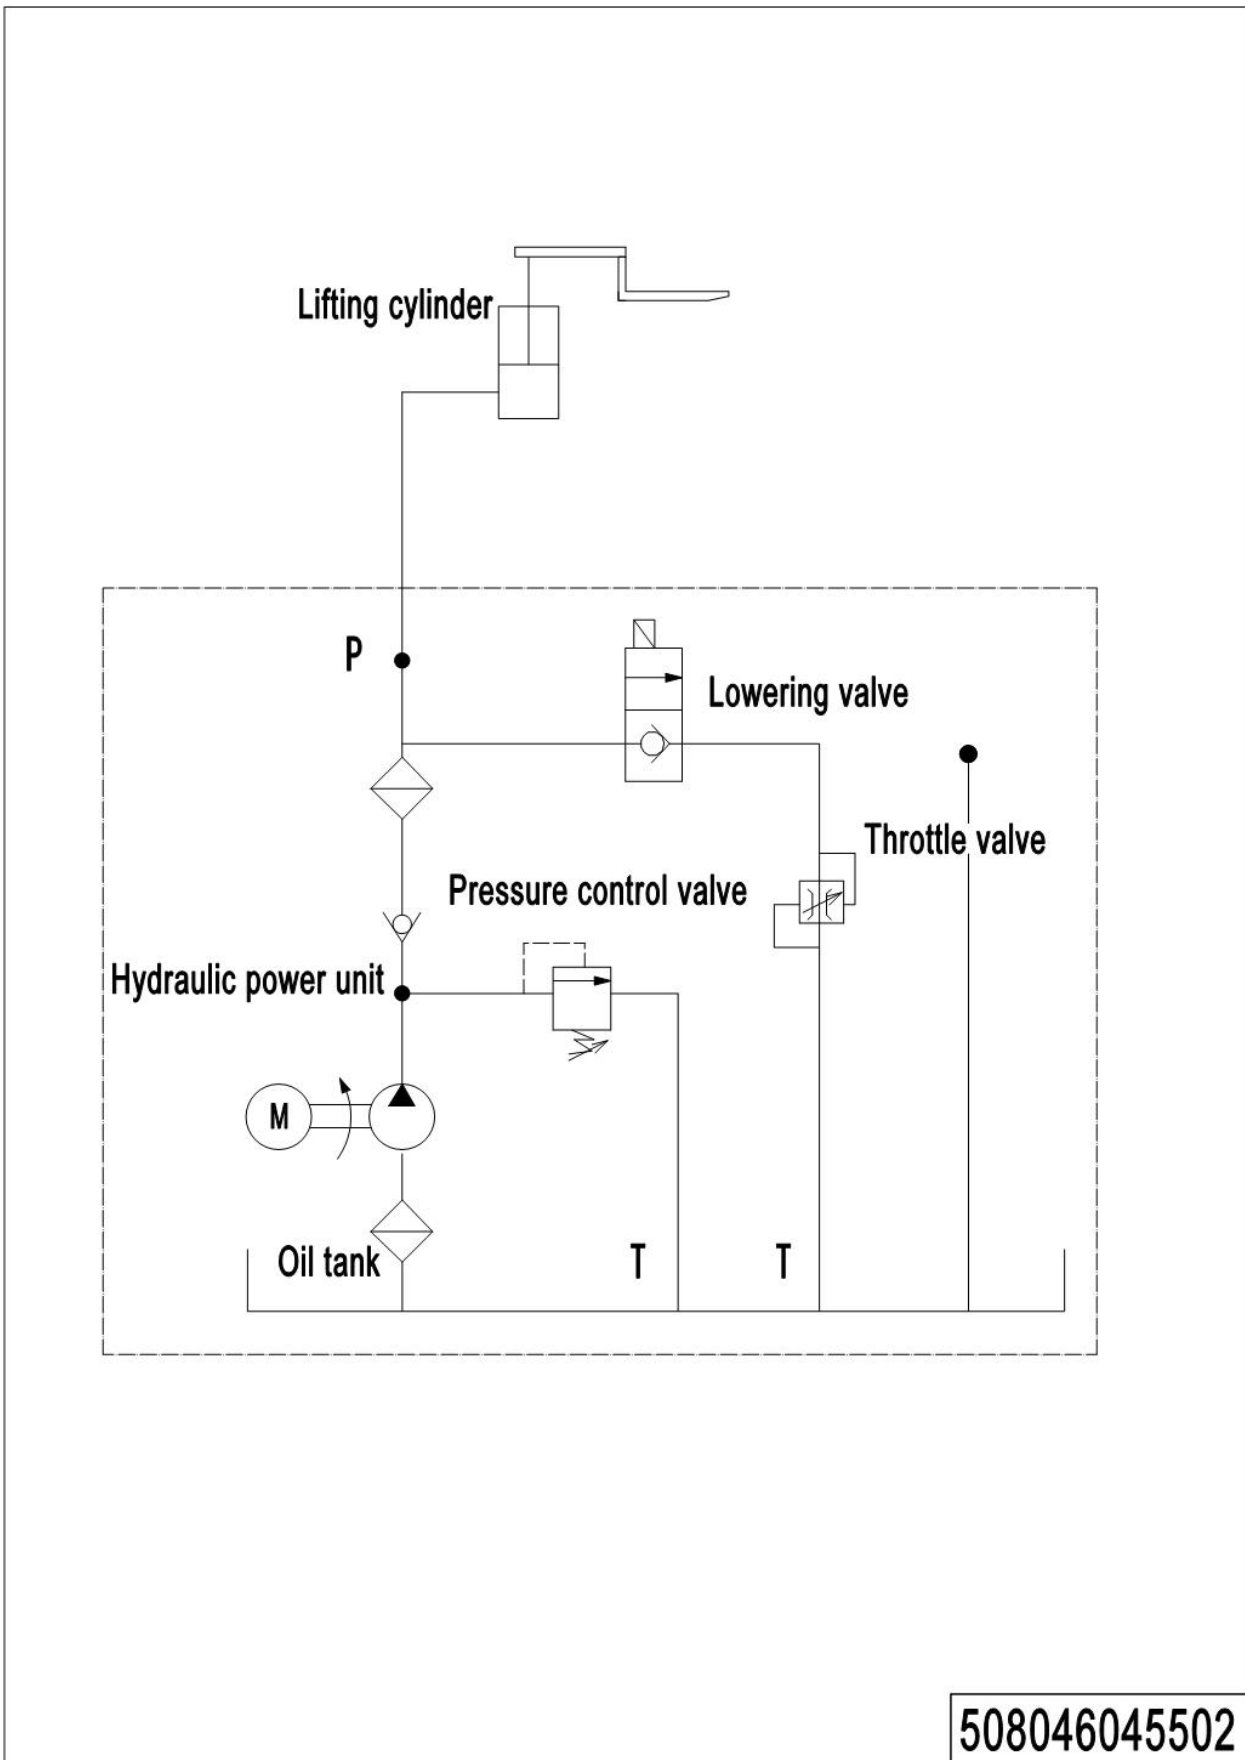 Lifting cylinder
P
Lowering valve
Throttle valve
Pressure control valve
Hydraulic power unit
M
Oil tank
T
T
508046045502